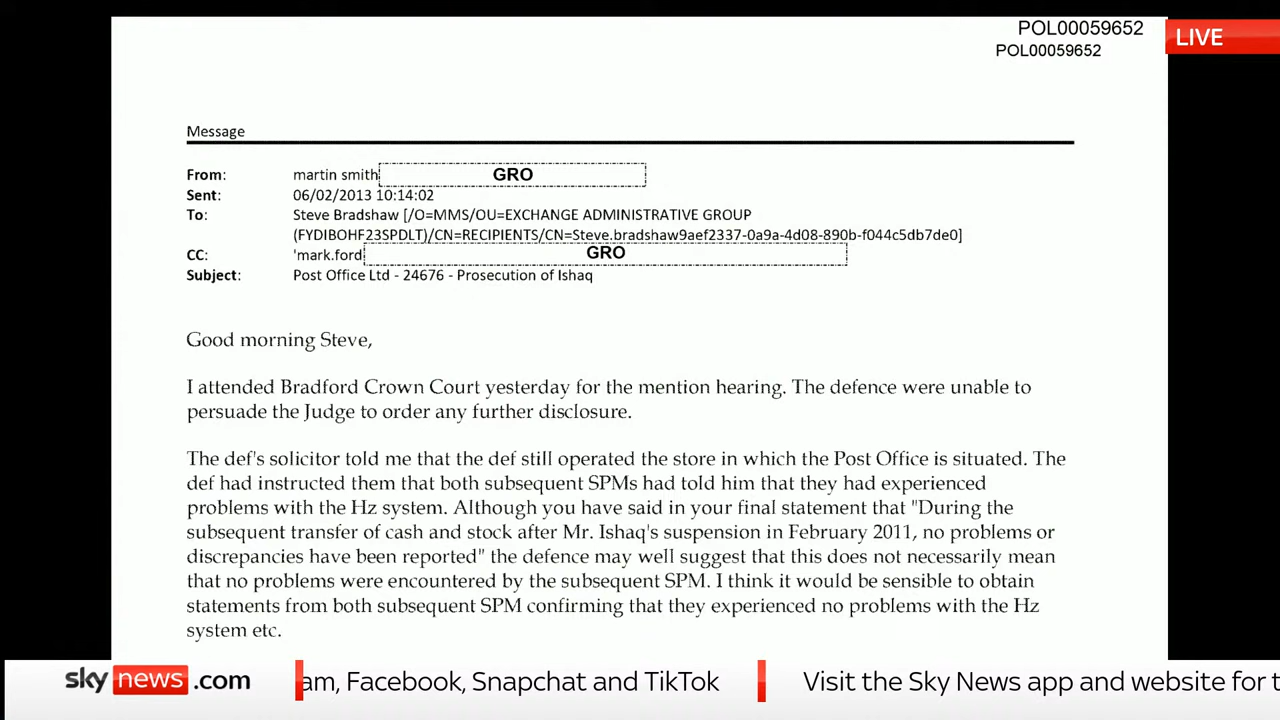 POL00059652
POL00059652
LIVE
Message
From: martin smith GRO
Sent: 06/02/2013 10:14:02
To: Steve Bradshaw [/O=MMS/OU=EXCHANGE ADMINISTRATIVE GROUP
(FYDIBOHF23SPDLT)/CN=RECIPIENTS/CN=Steve.bradshaw9aef2337-0a9a-4d08-890b-f044c5db7de0]
CC: 'mark.ford GRO
Subject: Post Office Ltd - 24676 - Prosecution of Ishaq
Good morning Steve,
I attended Bradford Crown Court yesterday for the mention hearing. The defence were unable to
persuade the Judge to order any further disclosure.
The def's solicitor told me that the def still operated the store in which the Post Office is situated. The
def had instructed them that both subsequent SPMs had told him that they had experienced
problems with the Hz system. Although you have said in your final statement that "During the
subsequent transfer of cash and stock after Mr. Ishaq's suspension in February 2011, no problems or
discrepancies have been reported" the defence may well suggest that this does not necessarily mean
that no problems were encountered by the subsequent SPM. I think it would be sensible to obtain
statements from both subsequent SPM confirming that they experienced no problems with the Hz
system etc.
sky news.com am, Facebook, Snapchat and TikTok Visit the Sky News app and website for t